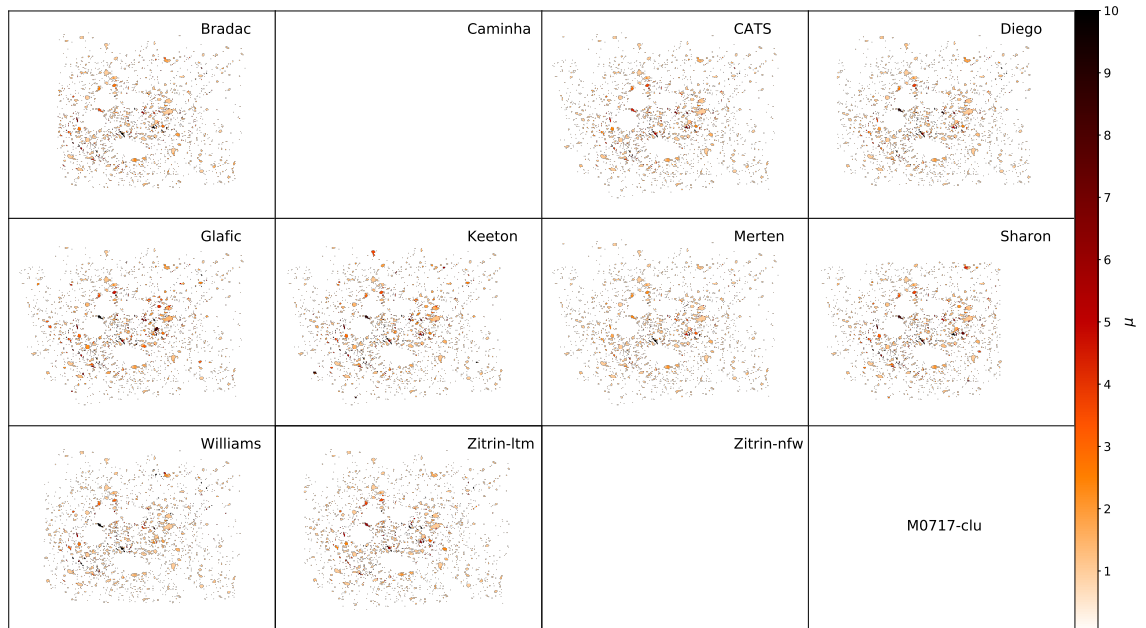 Bradac
Caminha
CATS
Diego
Glafic
Keeton
Merten
Sharon
Williams
Zitrin-ltm
Zitrin-nfw
M0717-clu
10
9
8
7
6
5
4
3
2
1
μ